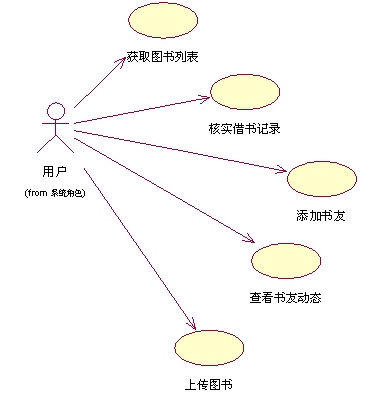 获取图书列表
核实借书记录
用户
(from 系统角色)
添加书友
查看书友动态
上传图书